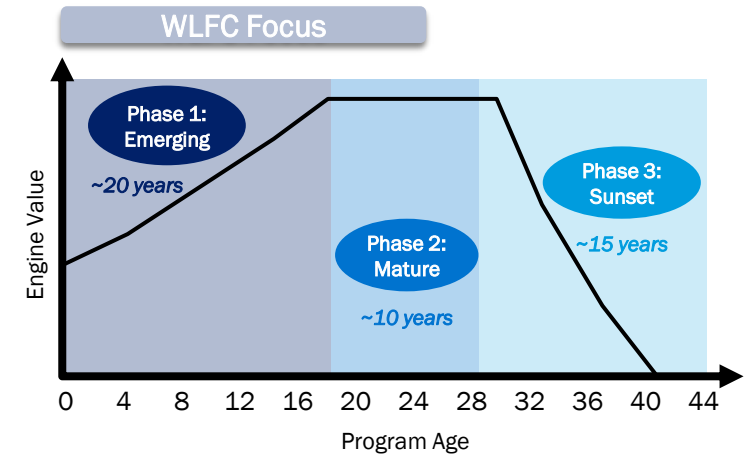 WLFC Focus
Phase 1:
Emerging
~20 years
Phase 2:
Mature
~10 years
Phase 3:
Sunset
~15 years
Engine Value
0 4 8 12 16 20 24 28 32 36 40 44
Program Age